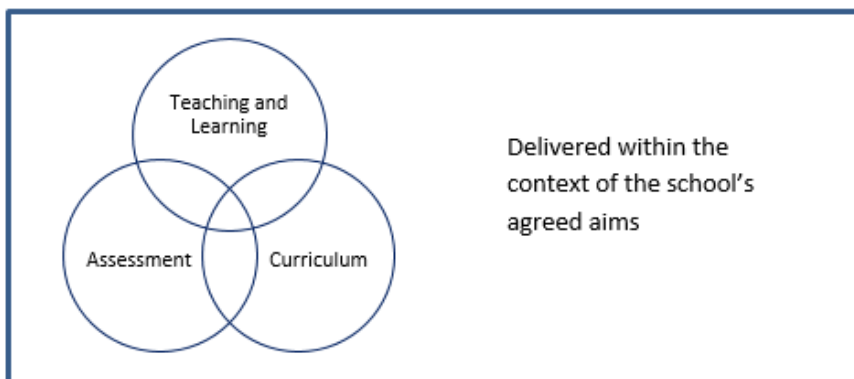 Teaching and
Learning
Assessment
Curriculum
Delivered within the
context of the school’s
agreed aims